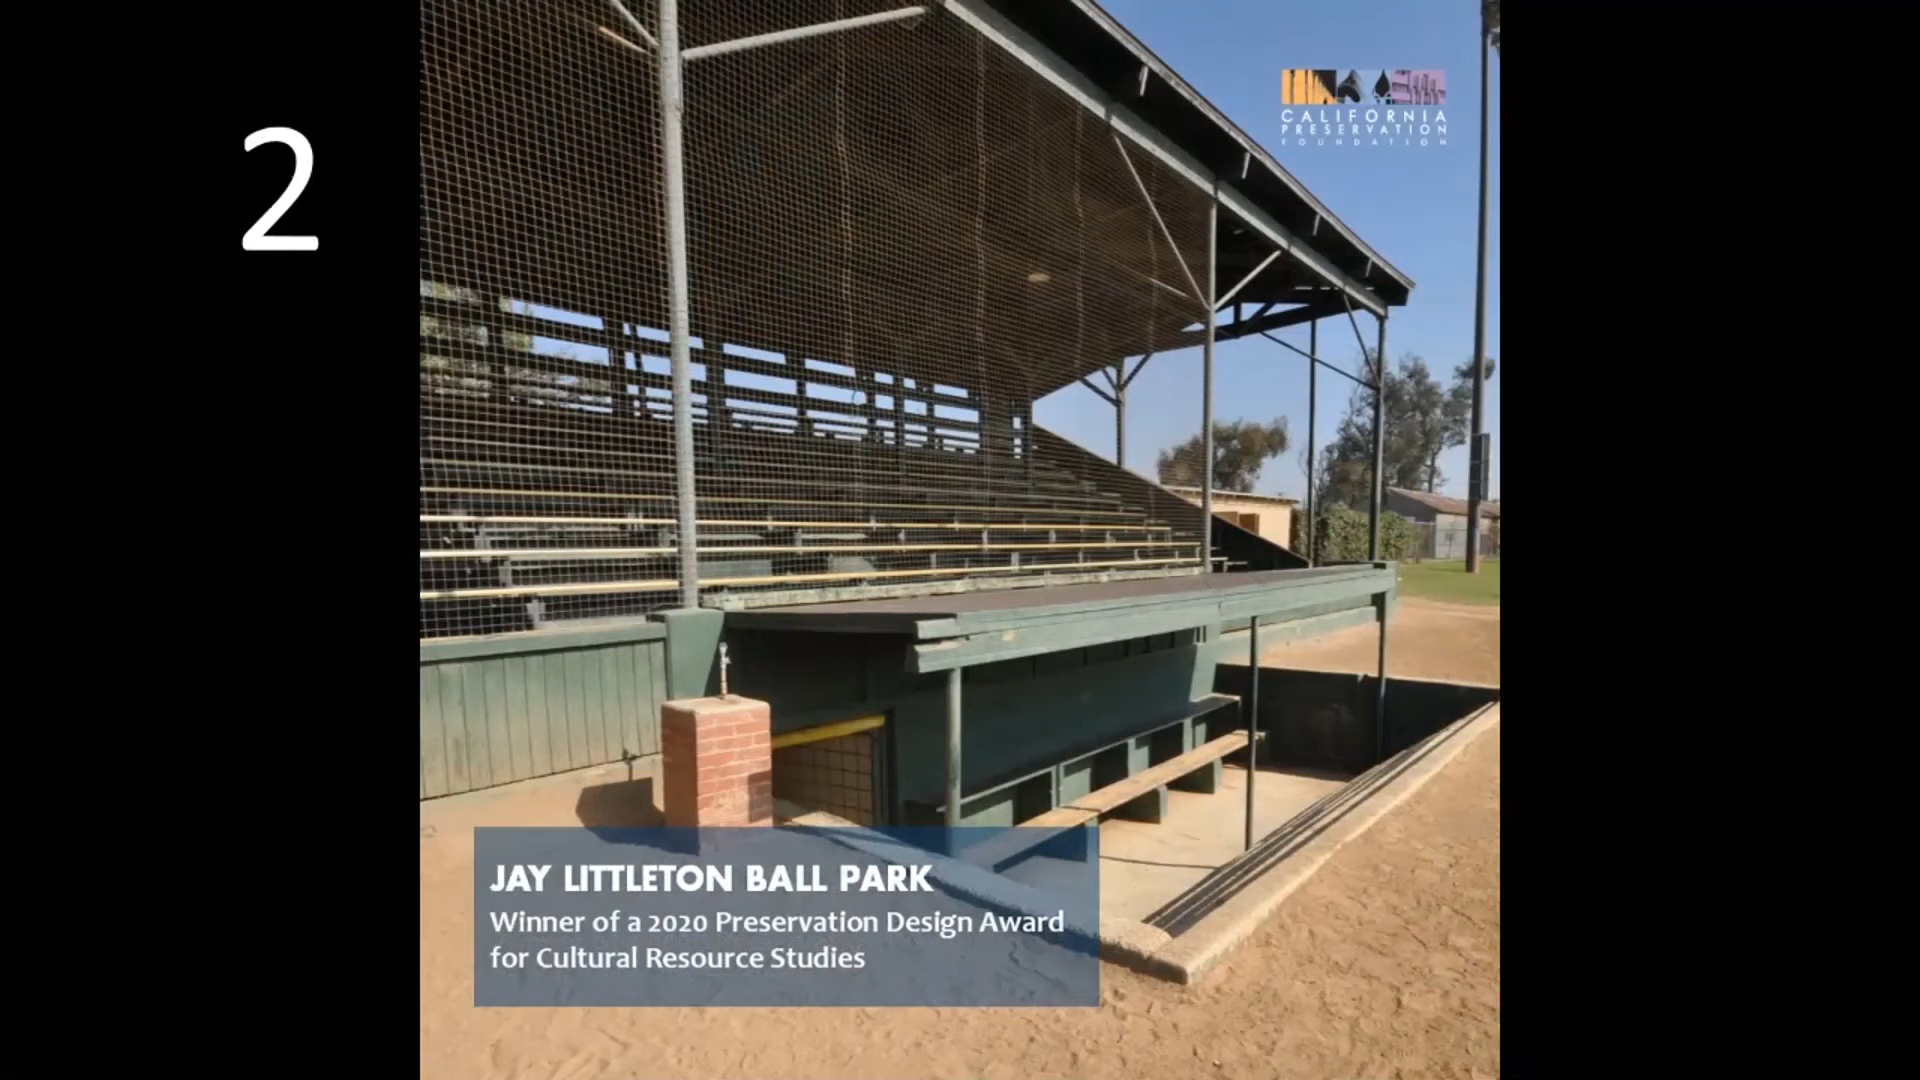 2
CALIFORNIA
PRESERVATION
FOUNDATION
JAY LITTLETON BALL PARK
Winner of a 2020 Preservation Design Award
for Cultural Resource Studies